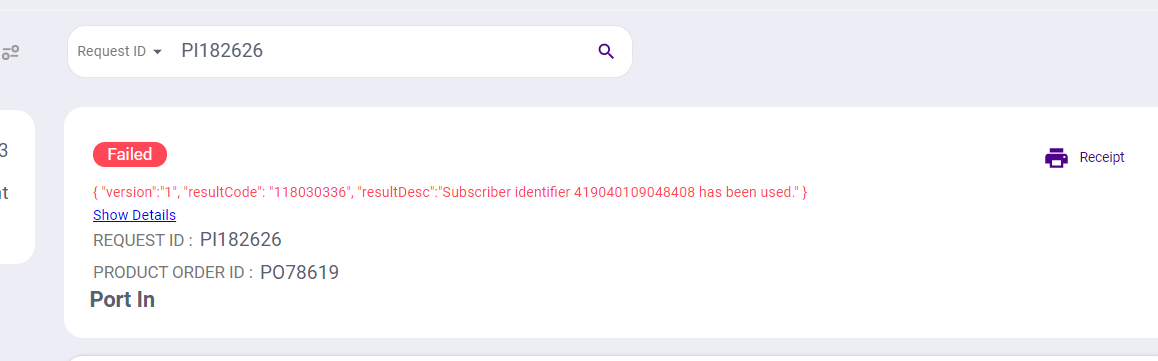 Request ID PI182626
3
Failed
Receipt
{ "version":"1", "resultCode": "118030336", "resultDesc":"Subscriber identifier 419040109048408 has been used." }
t
Show Details
REQUEST ID : PI182626
PRODUCT ORDER ID : PO78619
Port In